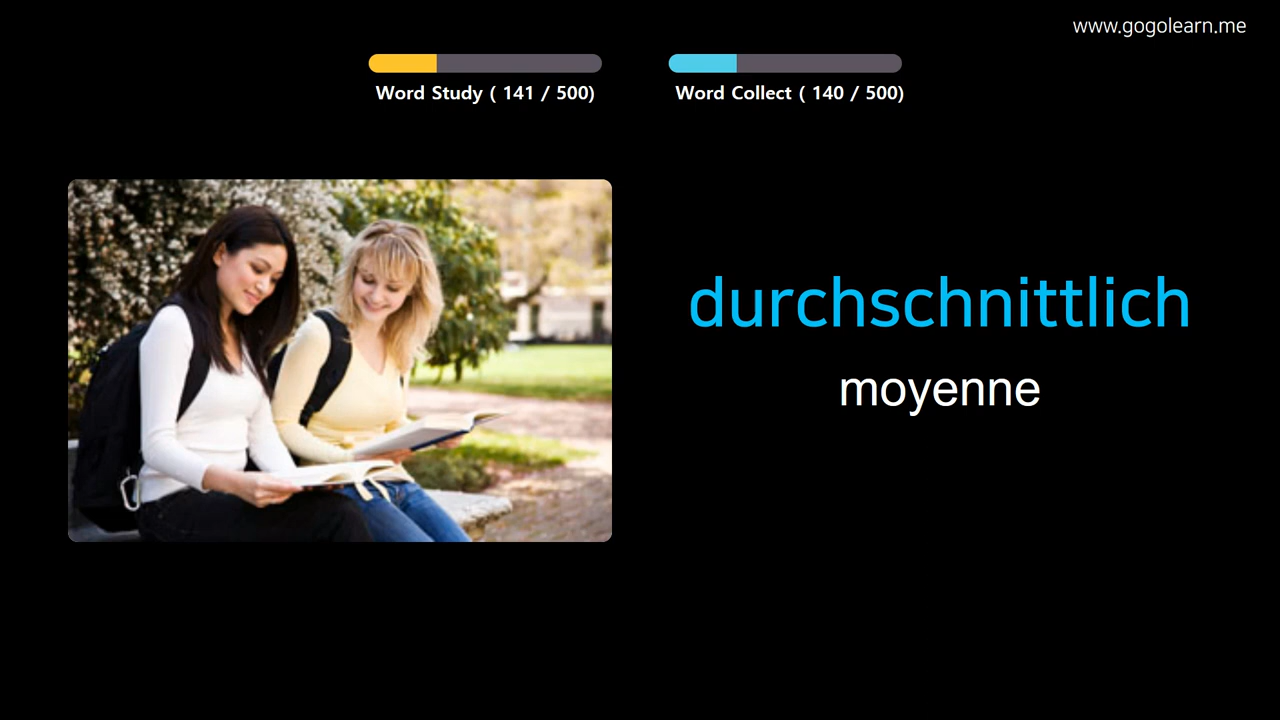 www.gogolearn.me
Word Study ( 141 / 500)
Word Collect ( 140 / 500)
durchschnittlich
moyenne